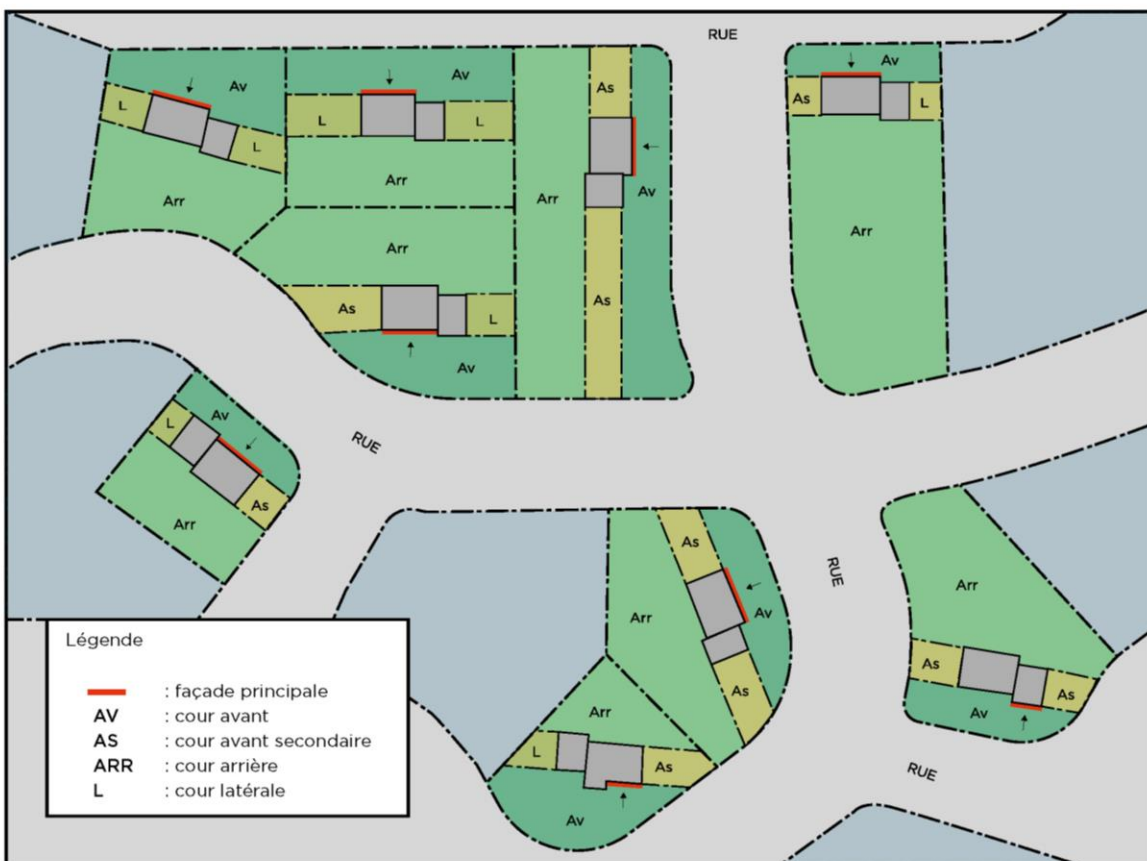 RUE
Av
Av
As
Av
L
L
L
L
As
L
Arr
Arr
Arr
Av
Arr
Arr
As
As
L
Av
L
Av
RUE
As
Arr
As
Arr
Av
RUE
Arr
As
As
As
Av
Arr
L
As
Av
RUE
Légende
: façade principale
AV : cour avant
AS : cour avant secondaire
ARR : cour arrière
L : cour latérale